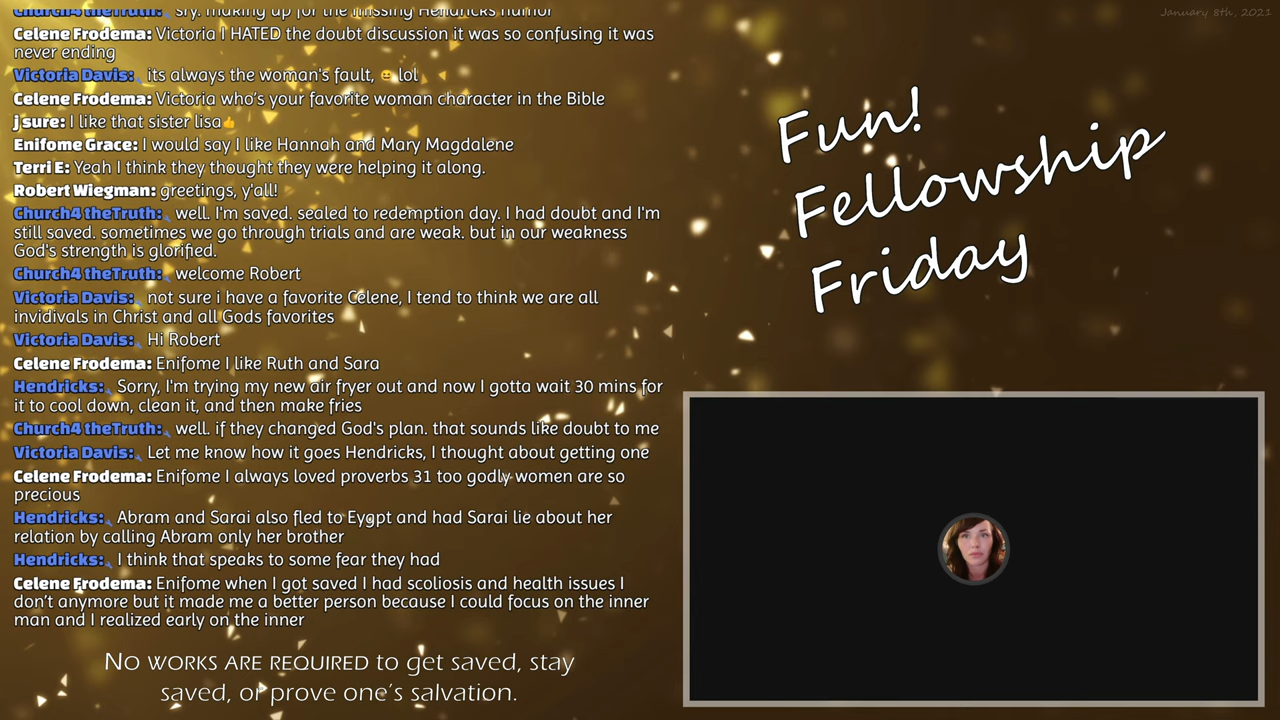 Church4 theTruth: sry. making up for the missing Hendricks humor
Celene Frodema: Victoria I HATED the doubt discussion it was so confusing it was
never ending
Victoria Davis: its always the woman's fault, 😄 lol
Celene Frodema: Victoria who's your favorite woman character in the Bible
j sure: I like that sister lisa👍
Enifome Grace: I would say I like Hannah and Mary Magdalene
Terri E: Yeah I think they thought they were helping it along.
Robert Wiegman: greetings, y'all!
Church4 theTruth: well. I'm saved. sealed to redemption day. I had doubt and I'm
still saved. sometimes we go through trials and are weak. but in our weakness
God's strength is glorified.
Church4 theTruth: welcome Robert
Victoria Davis: not sure i have a favorite Celene, I tend to think we are all
invidivals in Christ and all Gods favorites
Victoria Davis: Hi Robert
Celene Frodema: Enifome I like Ruth and Sara
Hendricks: Sorry, I'm trying my new air fryer out and now I gotta wait 30 mins for
it to cool down, clean it, and then make fries
Church4 theTruth: well. if they changed God's plan. that sounds like doubt to me
Victoria Davis: Let me know how it goes Hendricks, I thought about getting one
Celene Frodema: Enifome I always loved proverbs 31 too godly women are so
precious
Hendricks: Abram and Sarai also fled to Eygpt and had Sarai lie about her
relation by calling Abram only her brother
Hendricks: I think that speaks to some fear they had
Celene Frodema: Enifome when I got saved I had scoliosis and health issues I
don't anymore but it made me a better person because I could focus on the inner
man and I realized early on the inner
No works are required to get saved, stay
saved, or prove one's salvation.
January 8th, 2021
Fun!
Fellowship
Friday